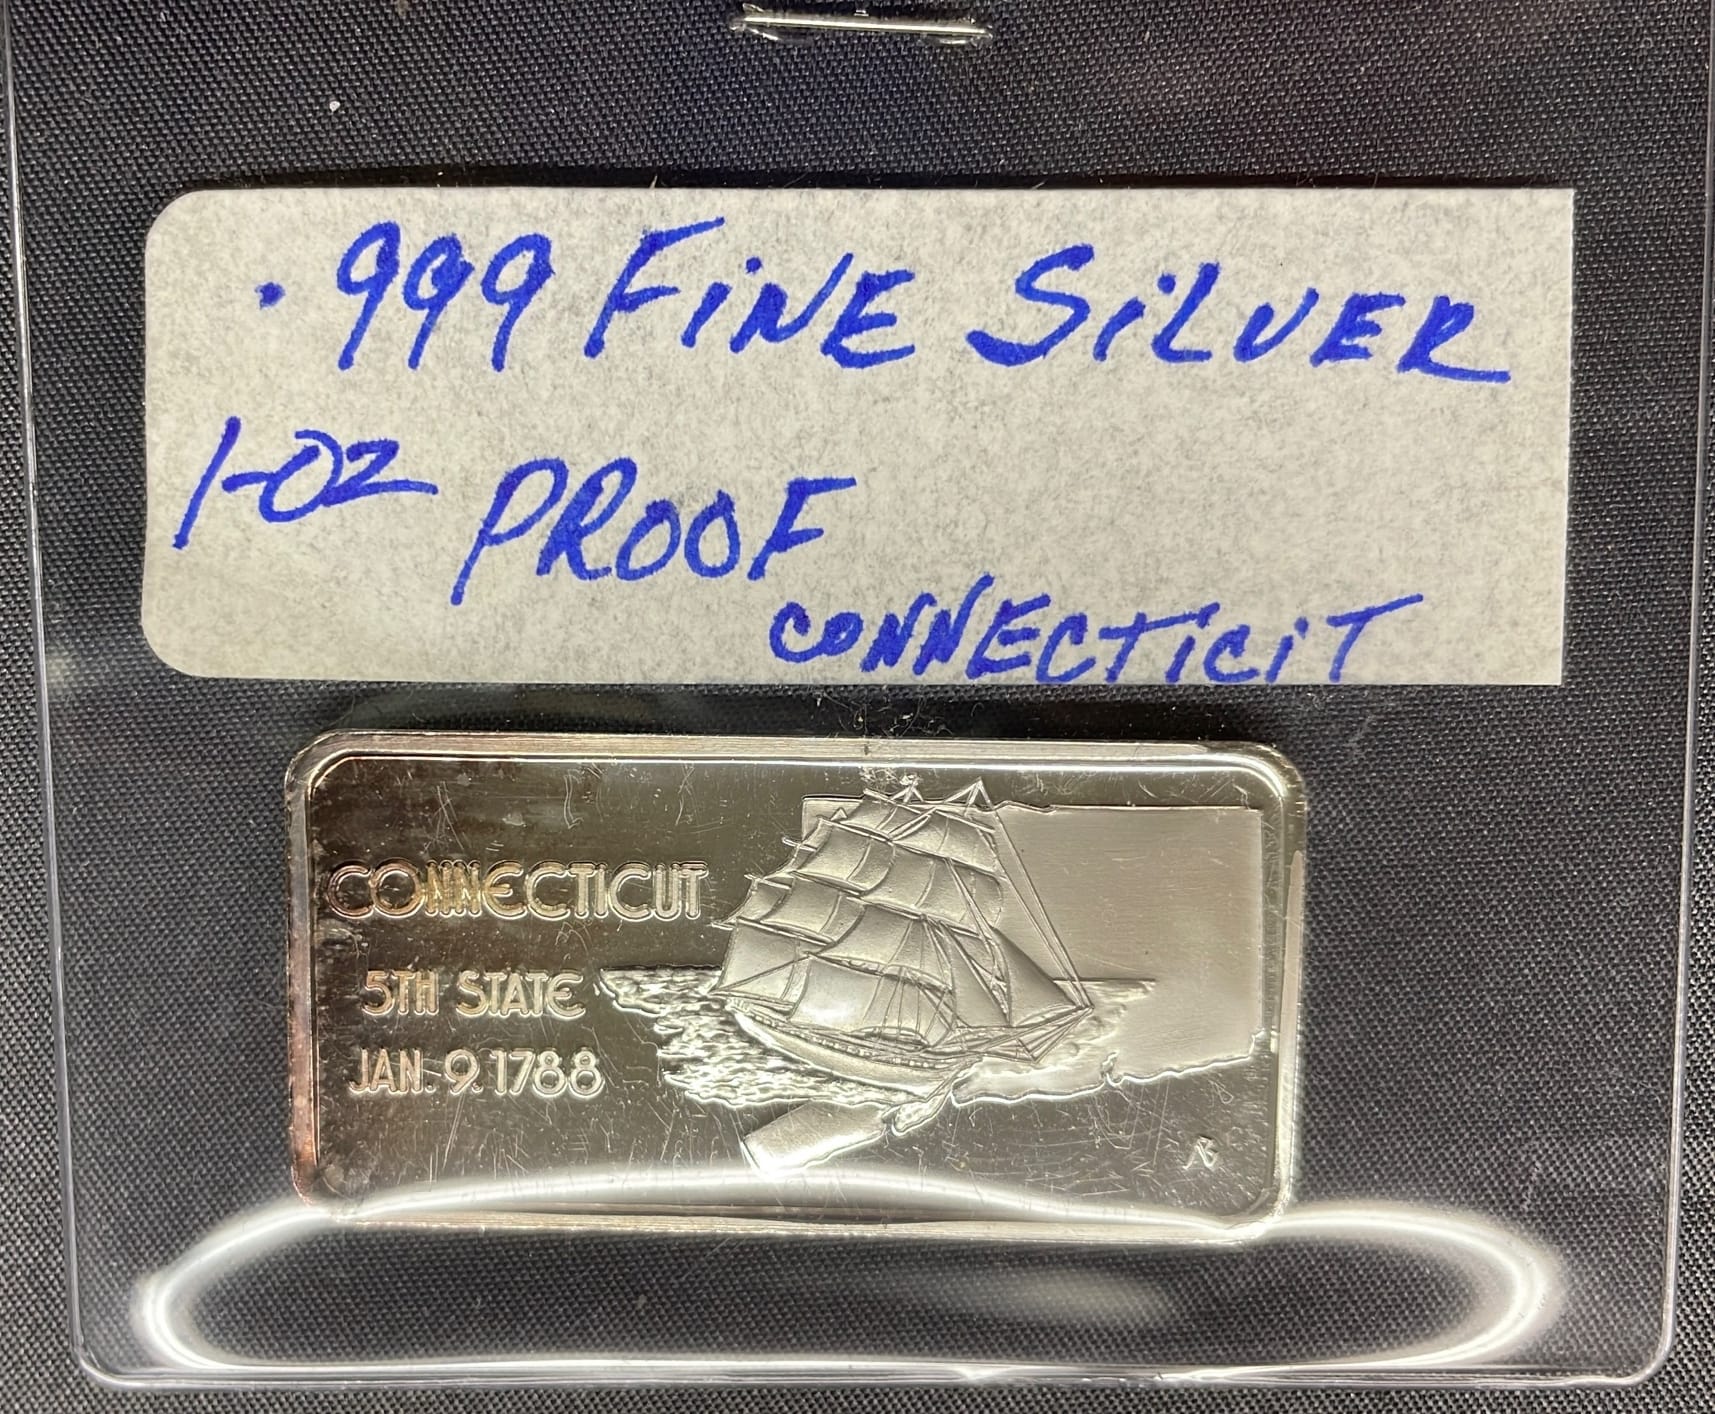 .999 FiNE SiLVER
1-OZ PROOF
CONNECTiCiT
CONNECTICUT
5TH STATE
JAN. 9. 1788